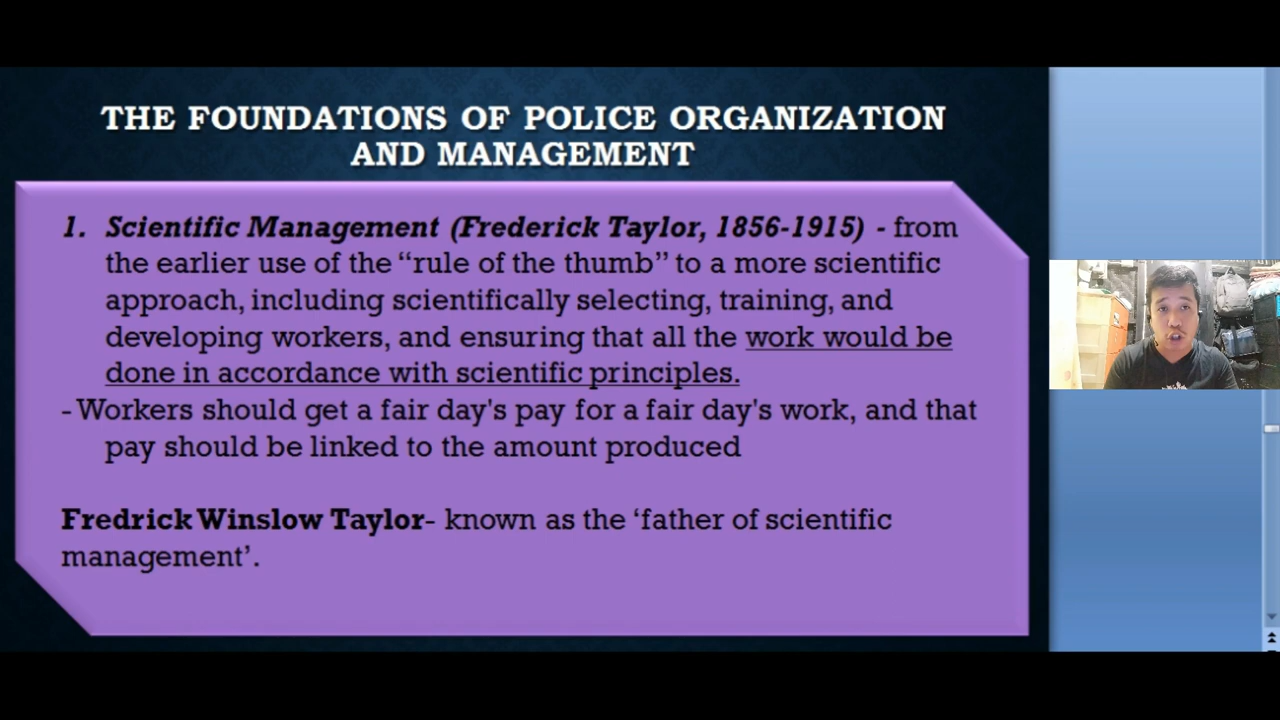 THE FOUNDATIONS OF POLICE ORGANIZATION
AND MANAGEMENT
1. Scientific Management (Frederick Taylor, 1856-1915) - from
the earlier use of the “rule of the thumb” to a more scientific
approach, including scientifically selecting, training, and
developing workers, and ensuring that all the work would be
done in accordance with scientific principles.
- Workers should get a fair day's pay for a fair day's work, and that
pay should be linked to the amount produced
Fredrick Winslow Taylor- known as the ‘father of scientific
management’.